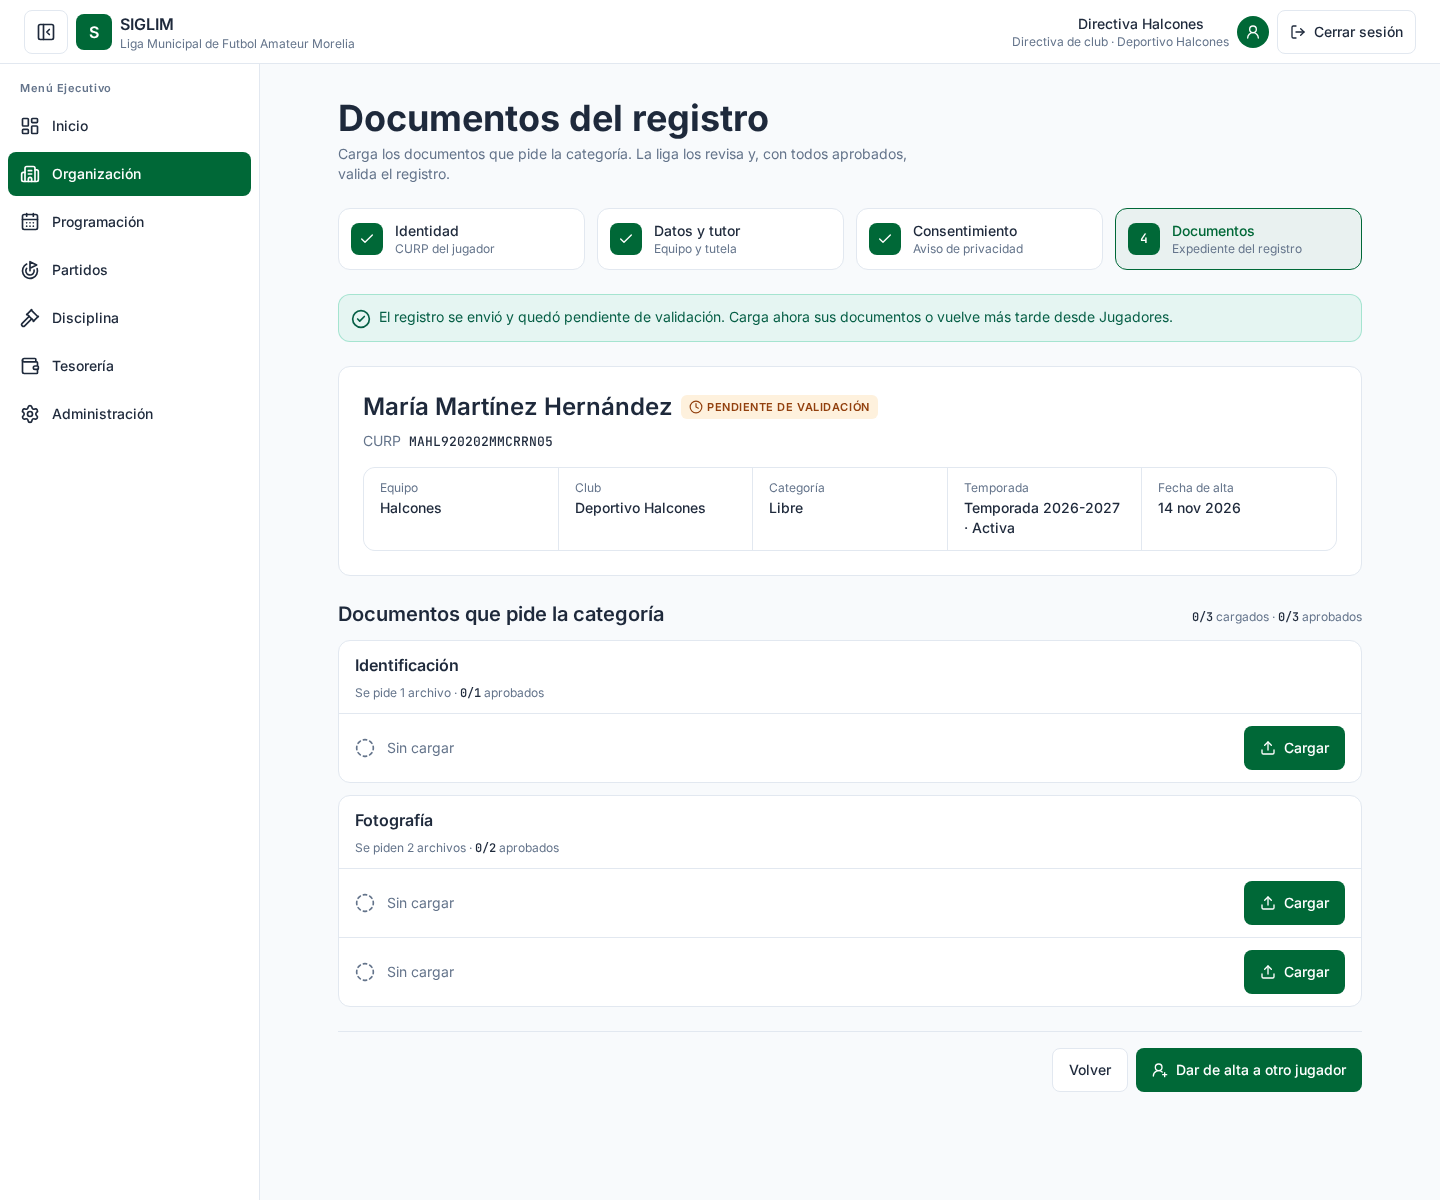 S
SIGLIM
Liga Municipal de Futbol Amateur Morelia
Directiva Halcones
Directiva de club · Deportivo Halcones
Cerrar sesión
Menú Ejecutivo
Inicio
Organización
Programación
Partidos
Disciplina
Tesorería
Administración
Documentos del registro
Carga los documentos que pide la categoría. La liga los revisa y, con todos aprobados,
valida el registro.
Identidad
CURP del jugador
Datos y tutor
Equipo y tutela
Consentimiento
Aviso de privacidad
4
Documentos
Expediente del registro
El registro se envió y quedó pendiente de validación. Carga ahora sus documentos o vuelve más tarde desde Jugadores.
María Martínez Hernández
PENDIENTE DE VALIDACIÓN
CURP MAHL920202MMCRRN05
Equipo
Halcones
Club
Deportivo Halcones
Categoría
Libre
Temporada
Temporada 2026-2027
· Activa
Fecha de alta
14 nov 2026
Documentos que pide la categoría
0/3 cargados · 0/3 aprobados
Identificación
Se pide 1 archivo · 0/1 aprobados
Sin cargar
Cargar
Fotografía
Se piden 2 archivos · 0/2 aprobados
Sin cargar
Cargar
Sin cargar
Cargar
Volver
Dar de alta a otro jugador